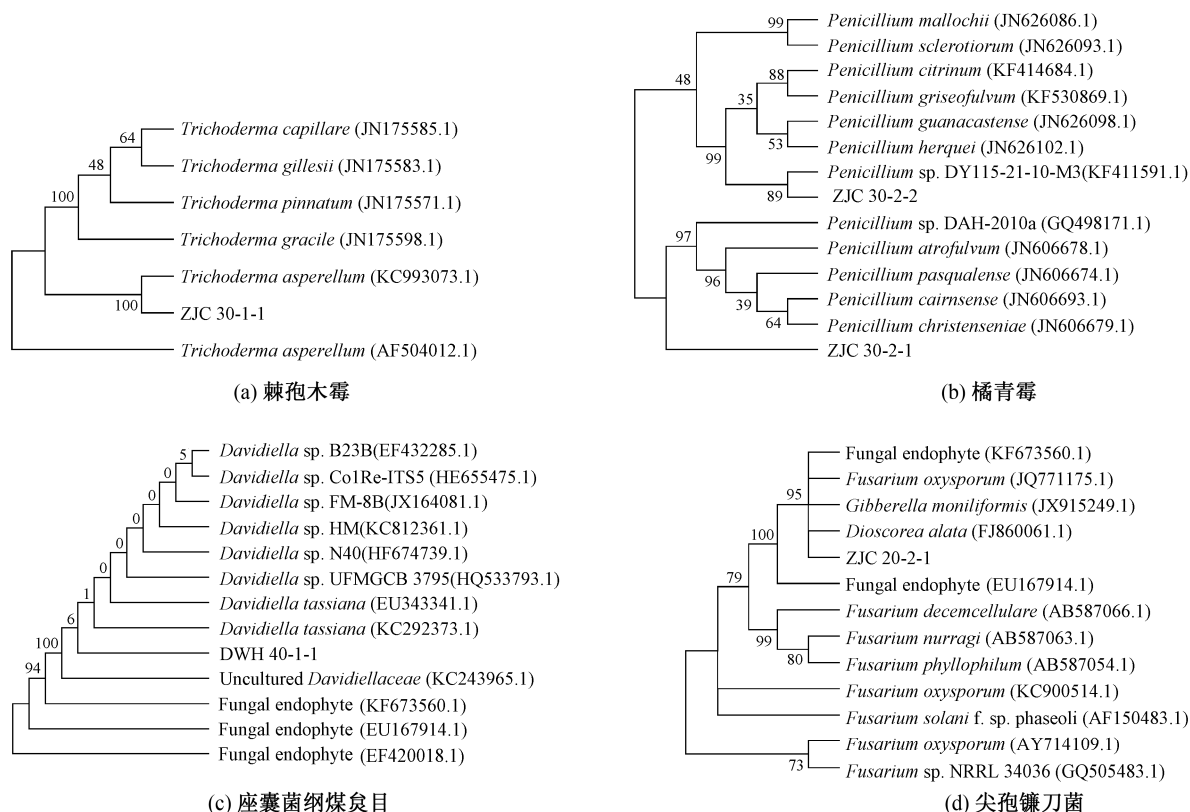 64
48
100
100
Trichoderma capillare (JN175585.1)
Trichoderma gillesii (JN175583.1)
Trichoderma pinnatum (JN175571.1)
Trichoderma gracile (JN175598.1)
Trichoderma asperellum (KC993073.1)
ZJC 30-1-1
Trichoderma asperellum (AF504012.1)
(a) 棘孢木霉
99
48
88
35
53
99
89
97
96
39
64
Penicillium mallochii (JN626086.1)
Penicillium sclerotiorum (JN626093.1)
Penicillium citrinum (KF414684.1)
Penicillium griseofulvum (KF530869.1)
Penicillium guanacastense (JN626098.1)
Penicillium herquei (JN626102.1)
Penicillium sp. DY115-21-10-M3(KF411591.1)
ZJC 30-2-2
Penicillium sp. DAH-2010a (GQ498171.1)
Penicillium atrofulvum (JN606678.1)
Penicillium pasqualense (JN606674.1)
Penicillium cairnsense (JN606693.1)
Penicillium christenseniae (JN606679.1)
ZJC 30-2-1
(b) 橘青霉
5
0
0
0
0
0
1
6
100
94
Davidiella sp. B23B(EF432285.1)
Davidiella sp. Co1Re-ITS5 (HE655475.1)
Davidiella sp. FM-8B(JX164081.1)
Davidiella sp. HM(KC812361.1)
Davidiella sp. N40(HF674739.1)
Davidiella sp. UFMGCB 3795(HQ533793.1)
Davidiella tassiana (EU343341.1)
Davidiella tassiana (KC292373.1)
DWH 40-1-1
Uncultured Davidiellaceae (KC243965.1)
Fungal endophyte (KF673560.1)
Fungal endophyte (EU167914.1)
Fungal endophyte (EF420018.1)
(c) 座囊菌纲煤炱目
95
100
79
99
80
73
Fungal endophyte (KF673560.1)
Fusarium oxysporum (JQ771175.1)
Gibberella moniliformis (JX915249.1)
Dioscorea alata (FJ860061.1)
ZJC 20-2-1
Fungal endophyte (EU167914.1)
Fusarium decemcellulare (AB587066.1)
Fusarium nurragi (AB587063.1)
Fusarium phyllophilum (AB587054.1)
Fusarium oxysporum (KC900514.1)
Fusarium solani f. sp. phaseoli (AF150483.1)
Fusarium oxysporum (AY714109.1)
Fusarium sp. NRRL 34036 (GQ505483.1)
(d) 尖孢镰刀菌